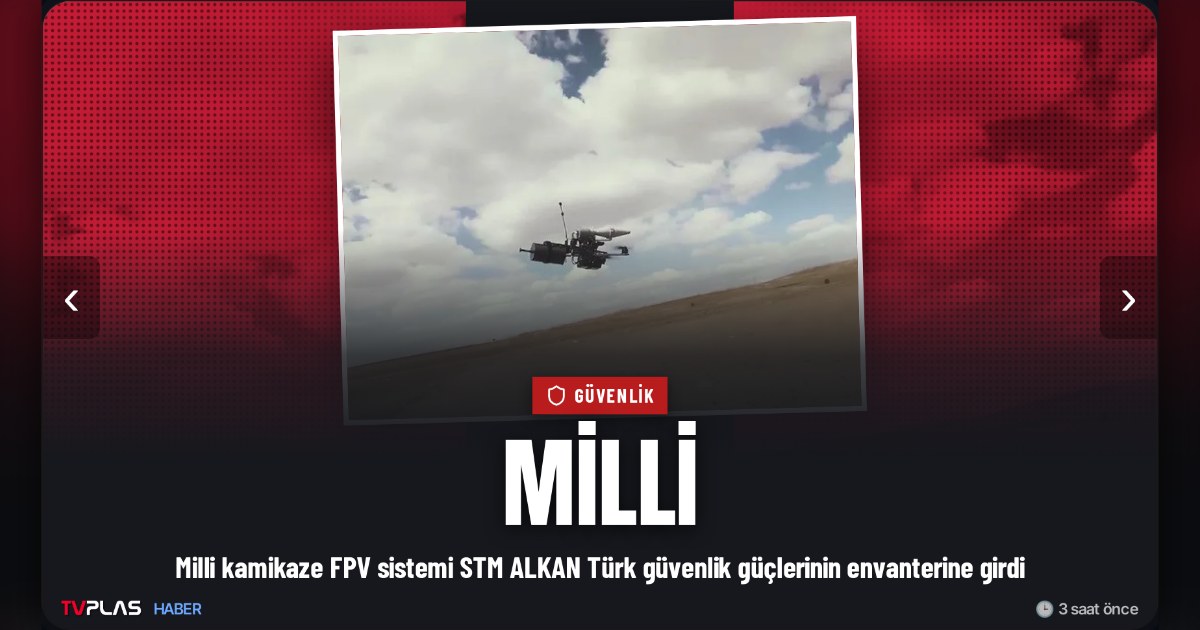 GÜVENLİK
MİLLİ
Milli kamikaze FPV sistemi STM ALKAN Türk güvenlik güçlerinin envanterine girdi
TVPLAS HABER
3 saat önce